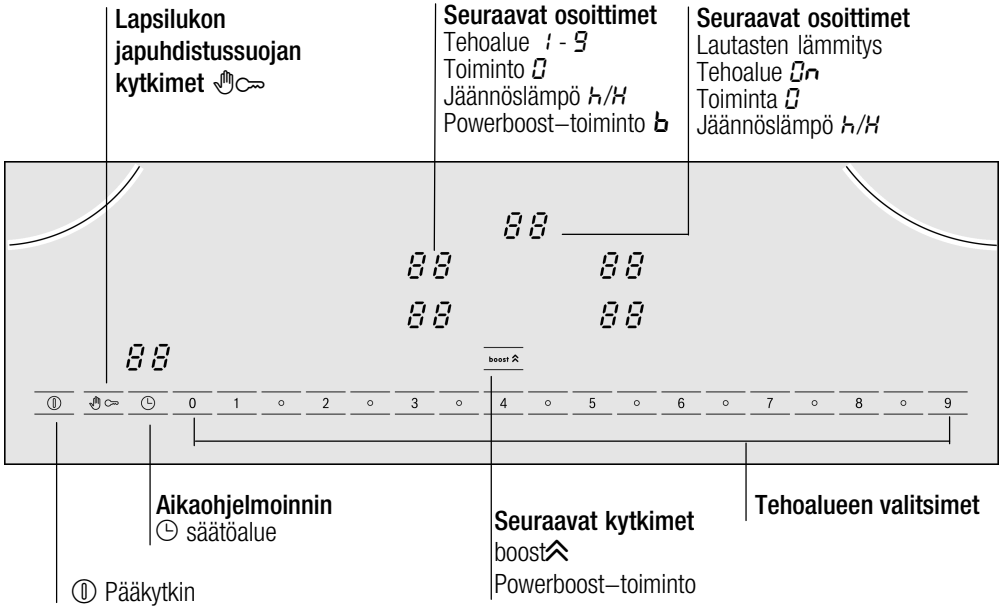 Lapsilukon
japuhdistussuojan
kytkimet
Seuraavat osoittimet
Tehoalue 1 - 9
Toiminto 0
Jäännöslämpö h/H
Powerboost–toiminto b
Seuraavat osoittimet
Lautasten lämmitys
Tehoalue 0n
Toiminta 0
Jäännöslämpö h/H
88
88 88
88 88
88
boost
0 1 2 3 4 5 6 7 8 9
Aikaohjelmoinnin
säätöalue
Pääkytkin
Seuraavat kytkimet
boost
Powerboost–toiminto
Tehoalueen valitsimet